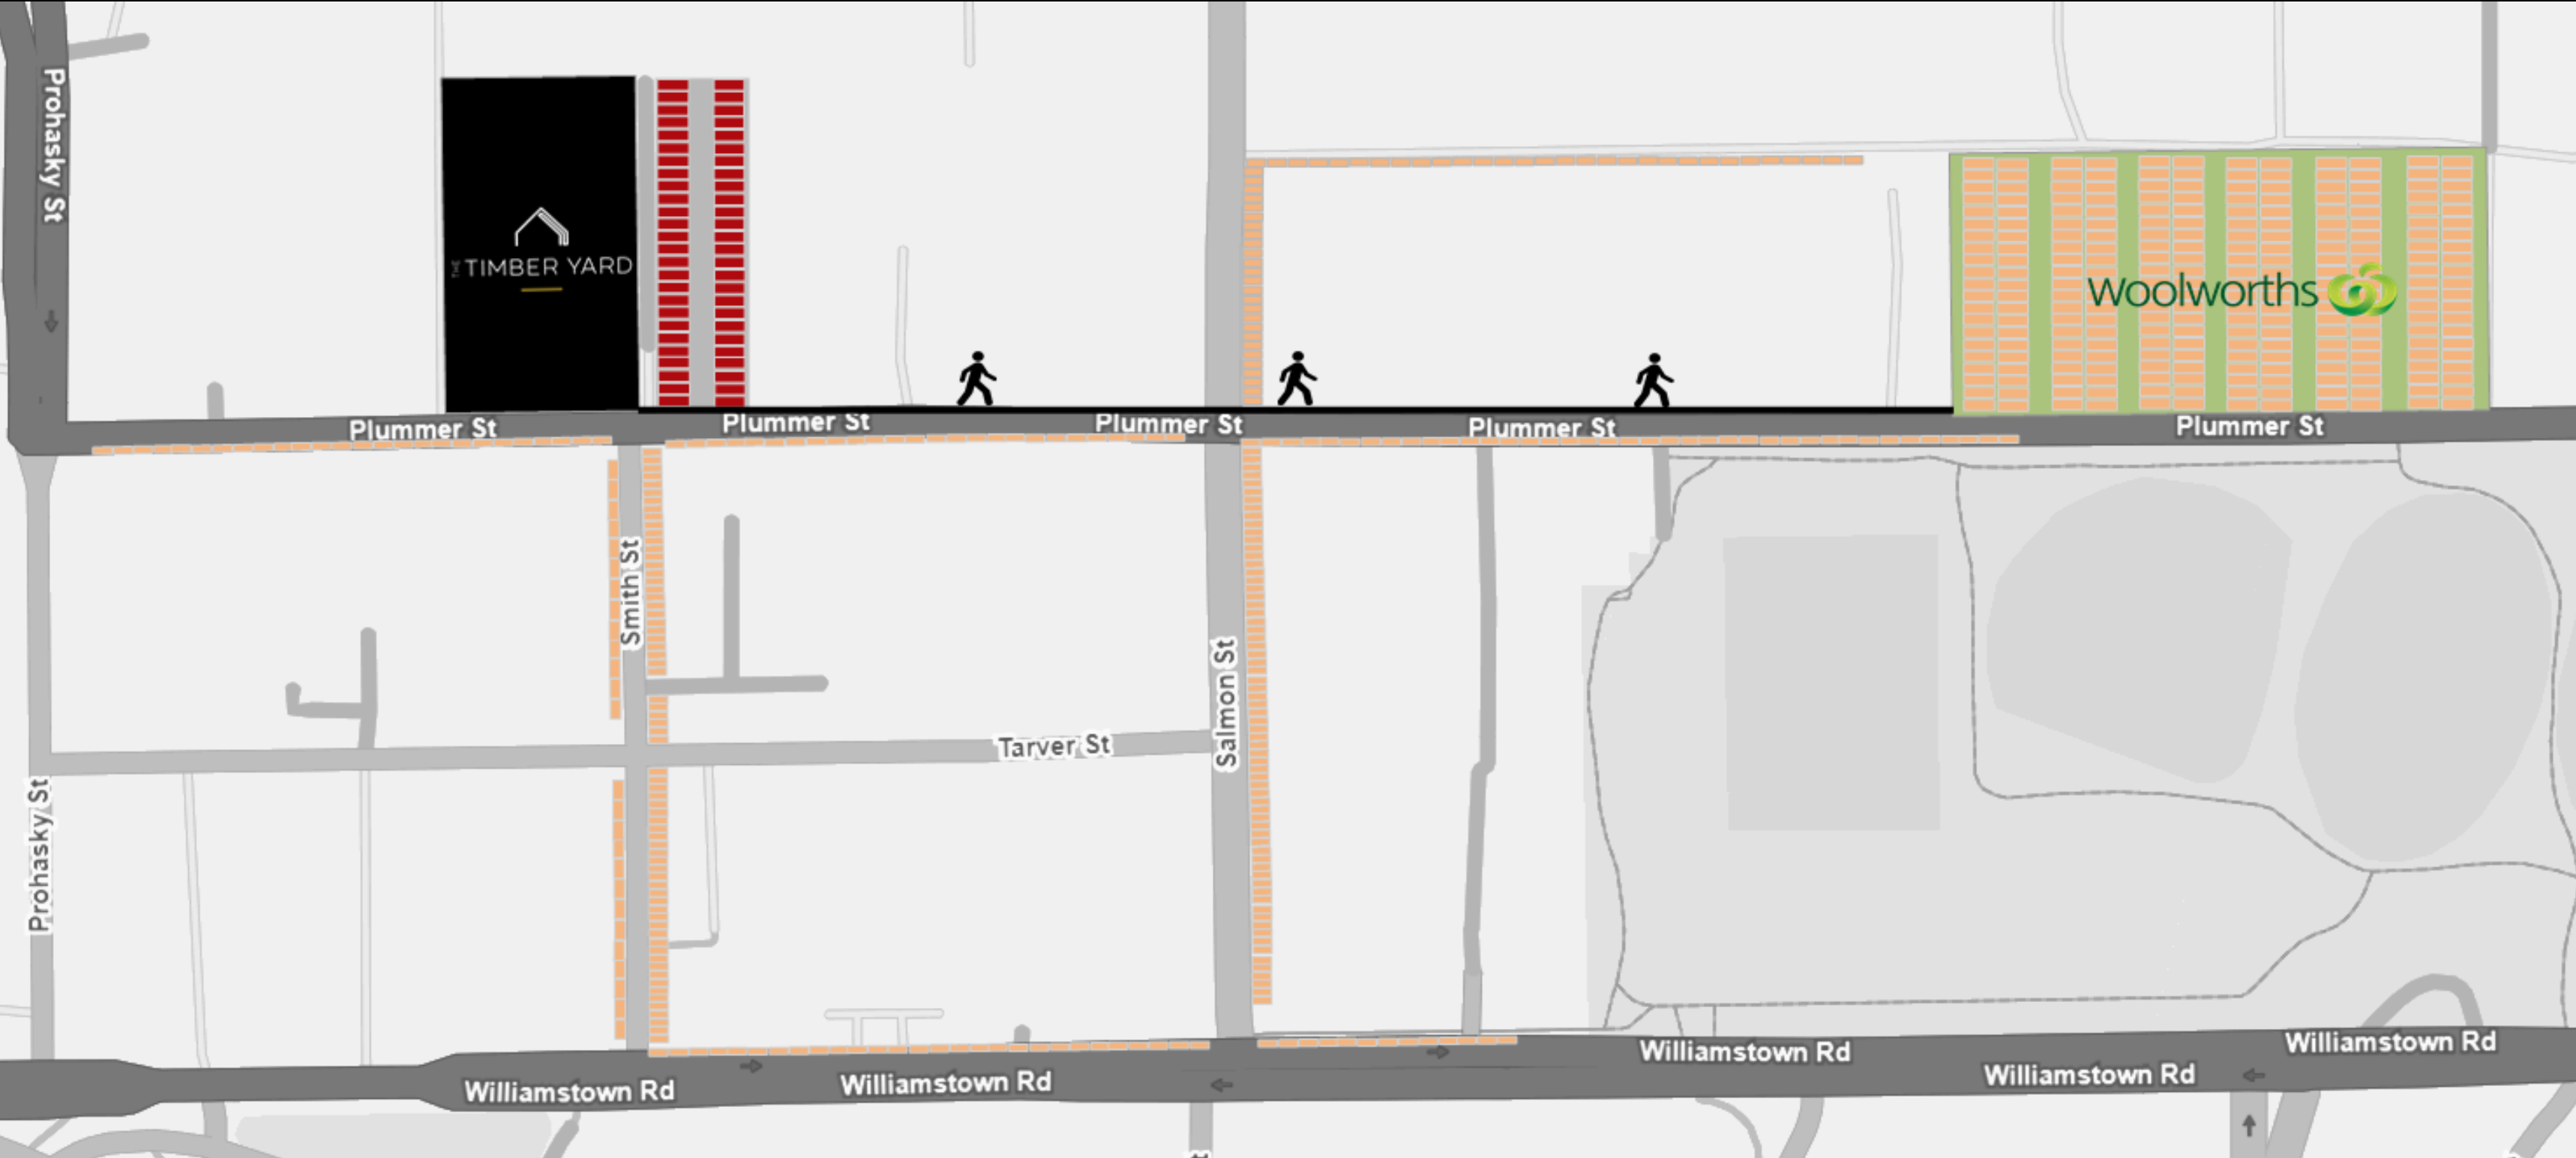 Prohasky St
THE TIMBER YARD
Woolworths
Plummer St
Plummer St
Plummer St
Plummer St
Plummer St
Smith St
Salmon St
Tarver St
Prohasky St
Williamstown Rd
Williamstown Rd
Williamstown Rd
Williamstown Rd
Williamstown Rd